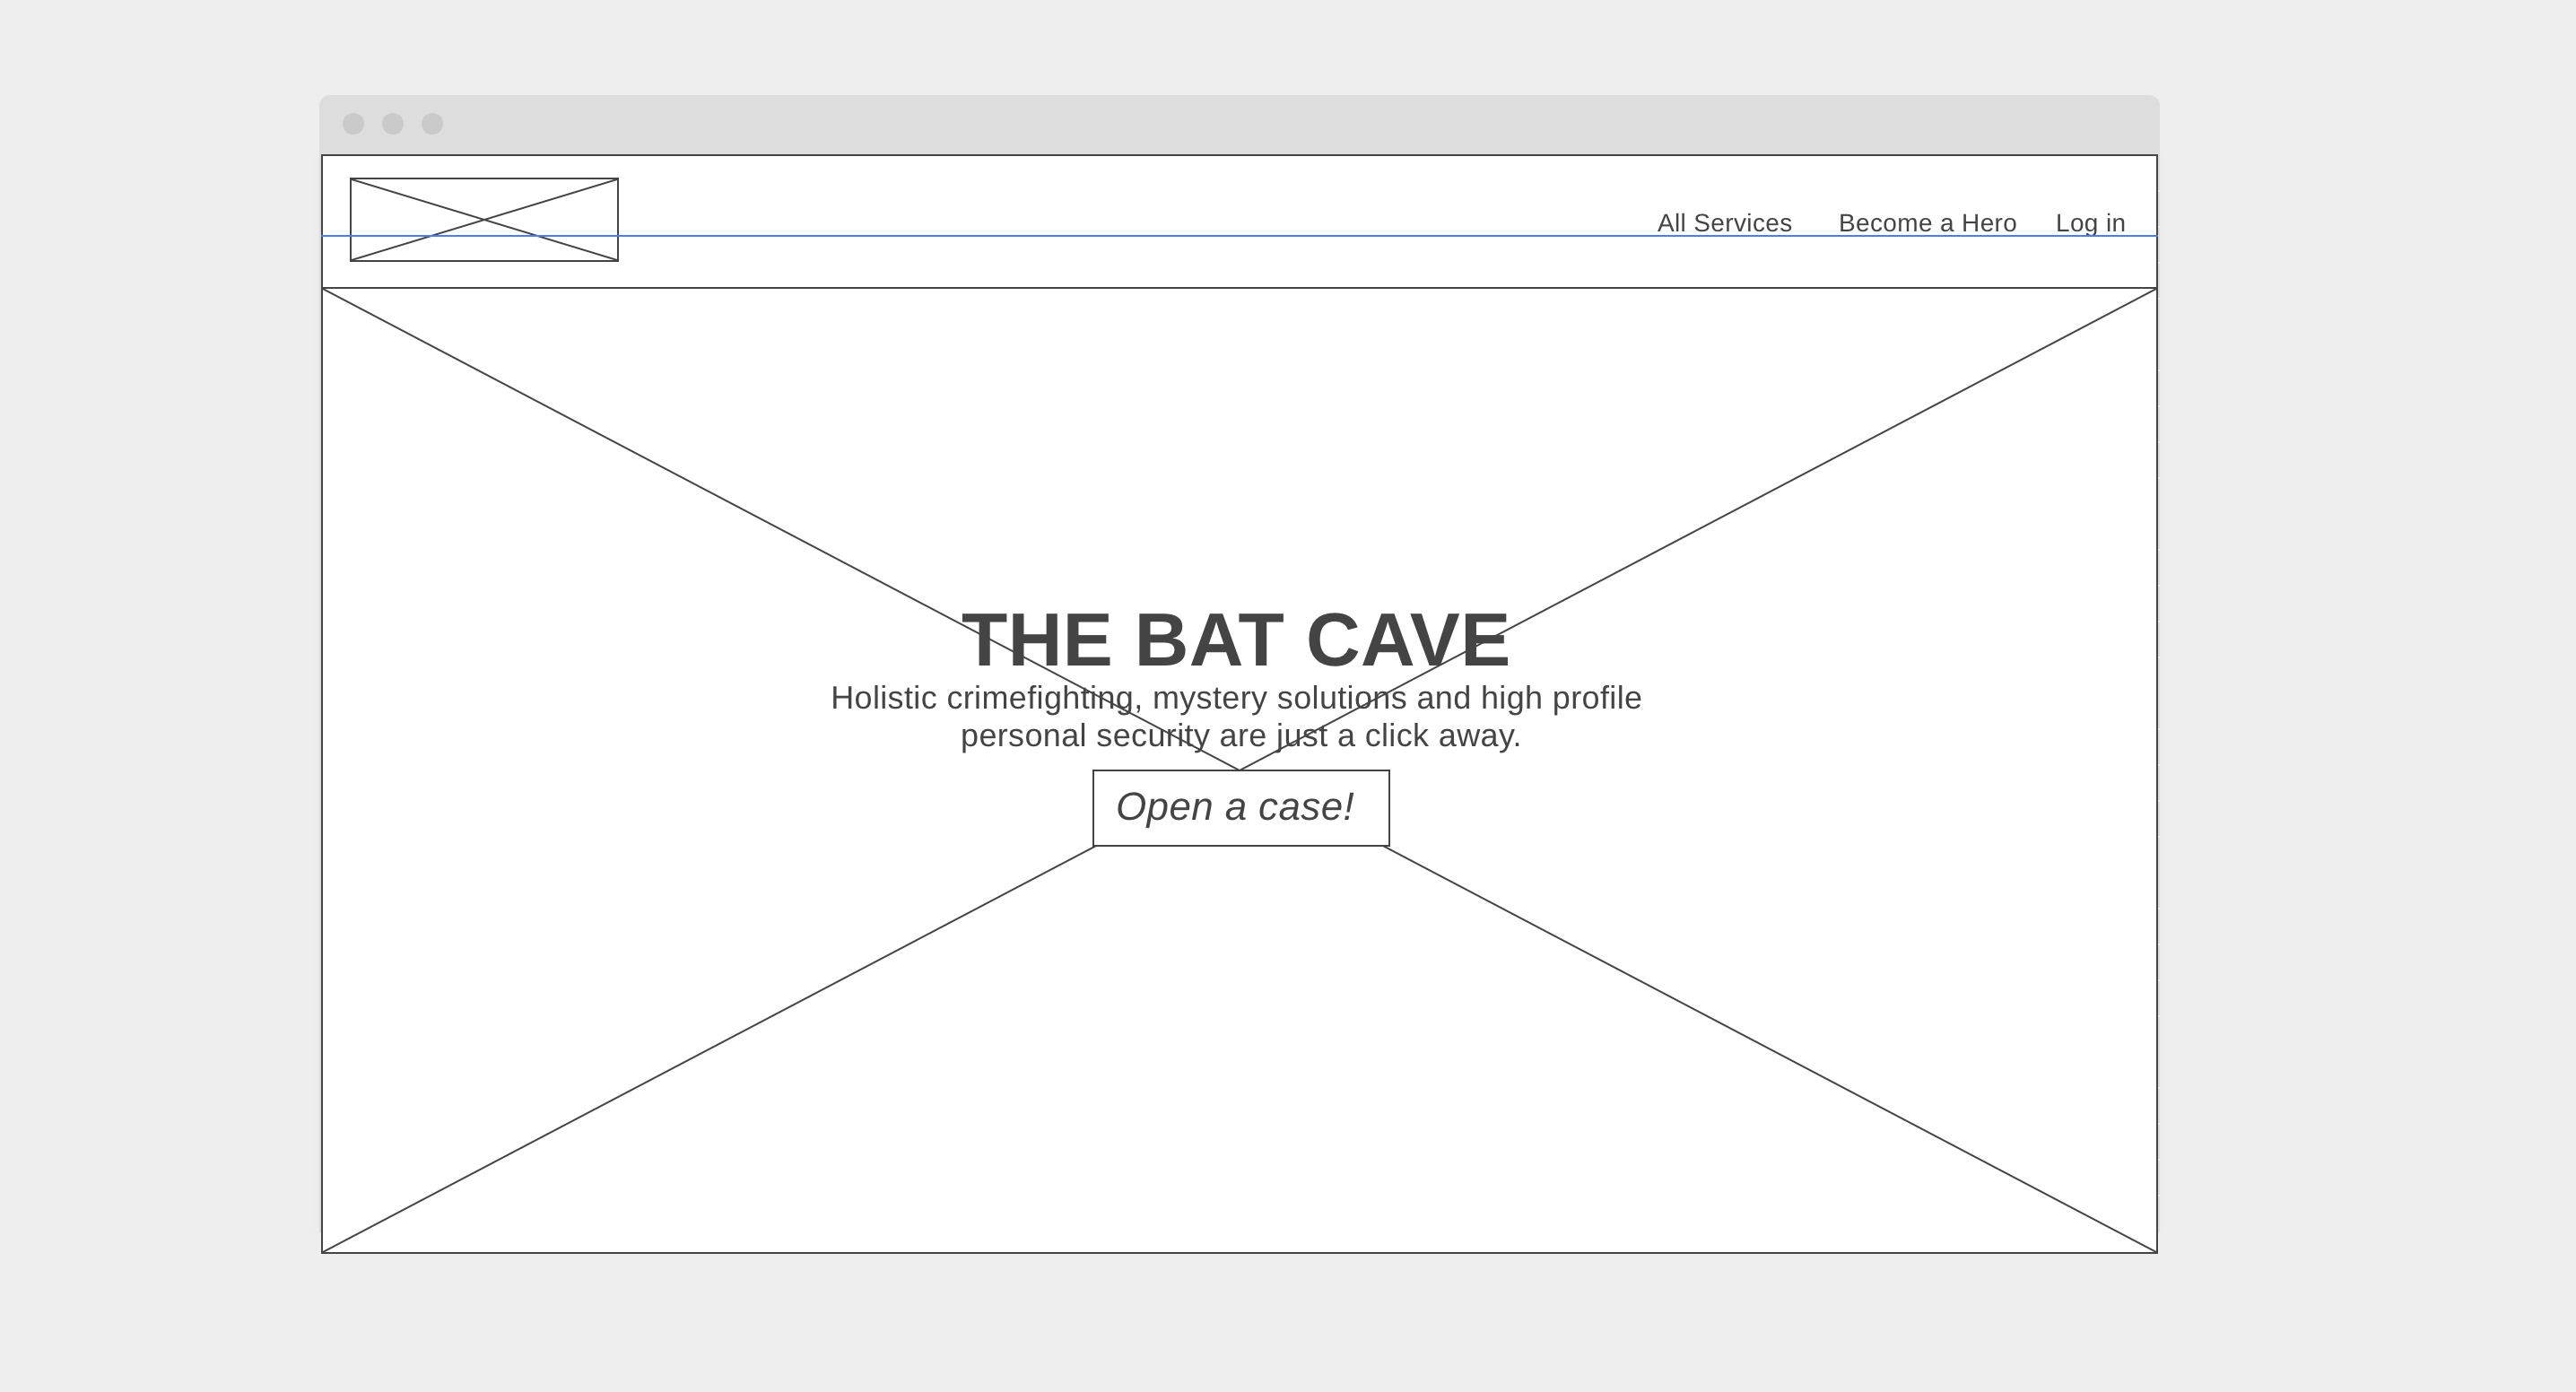 All Services Become a Hero Log in
THE BAT CAVE
Holistic crimefighting, mystery solutions and high profile
personal security are just a click away.
Open a case!